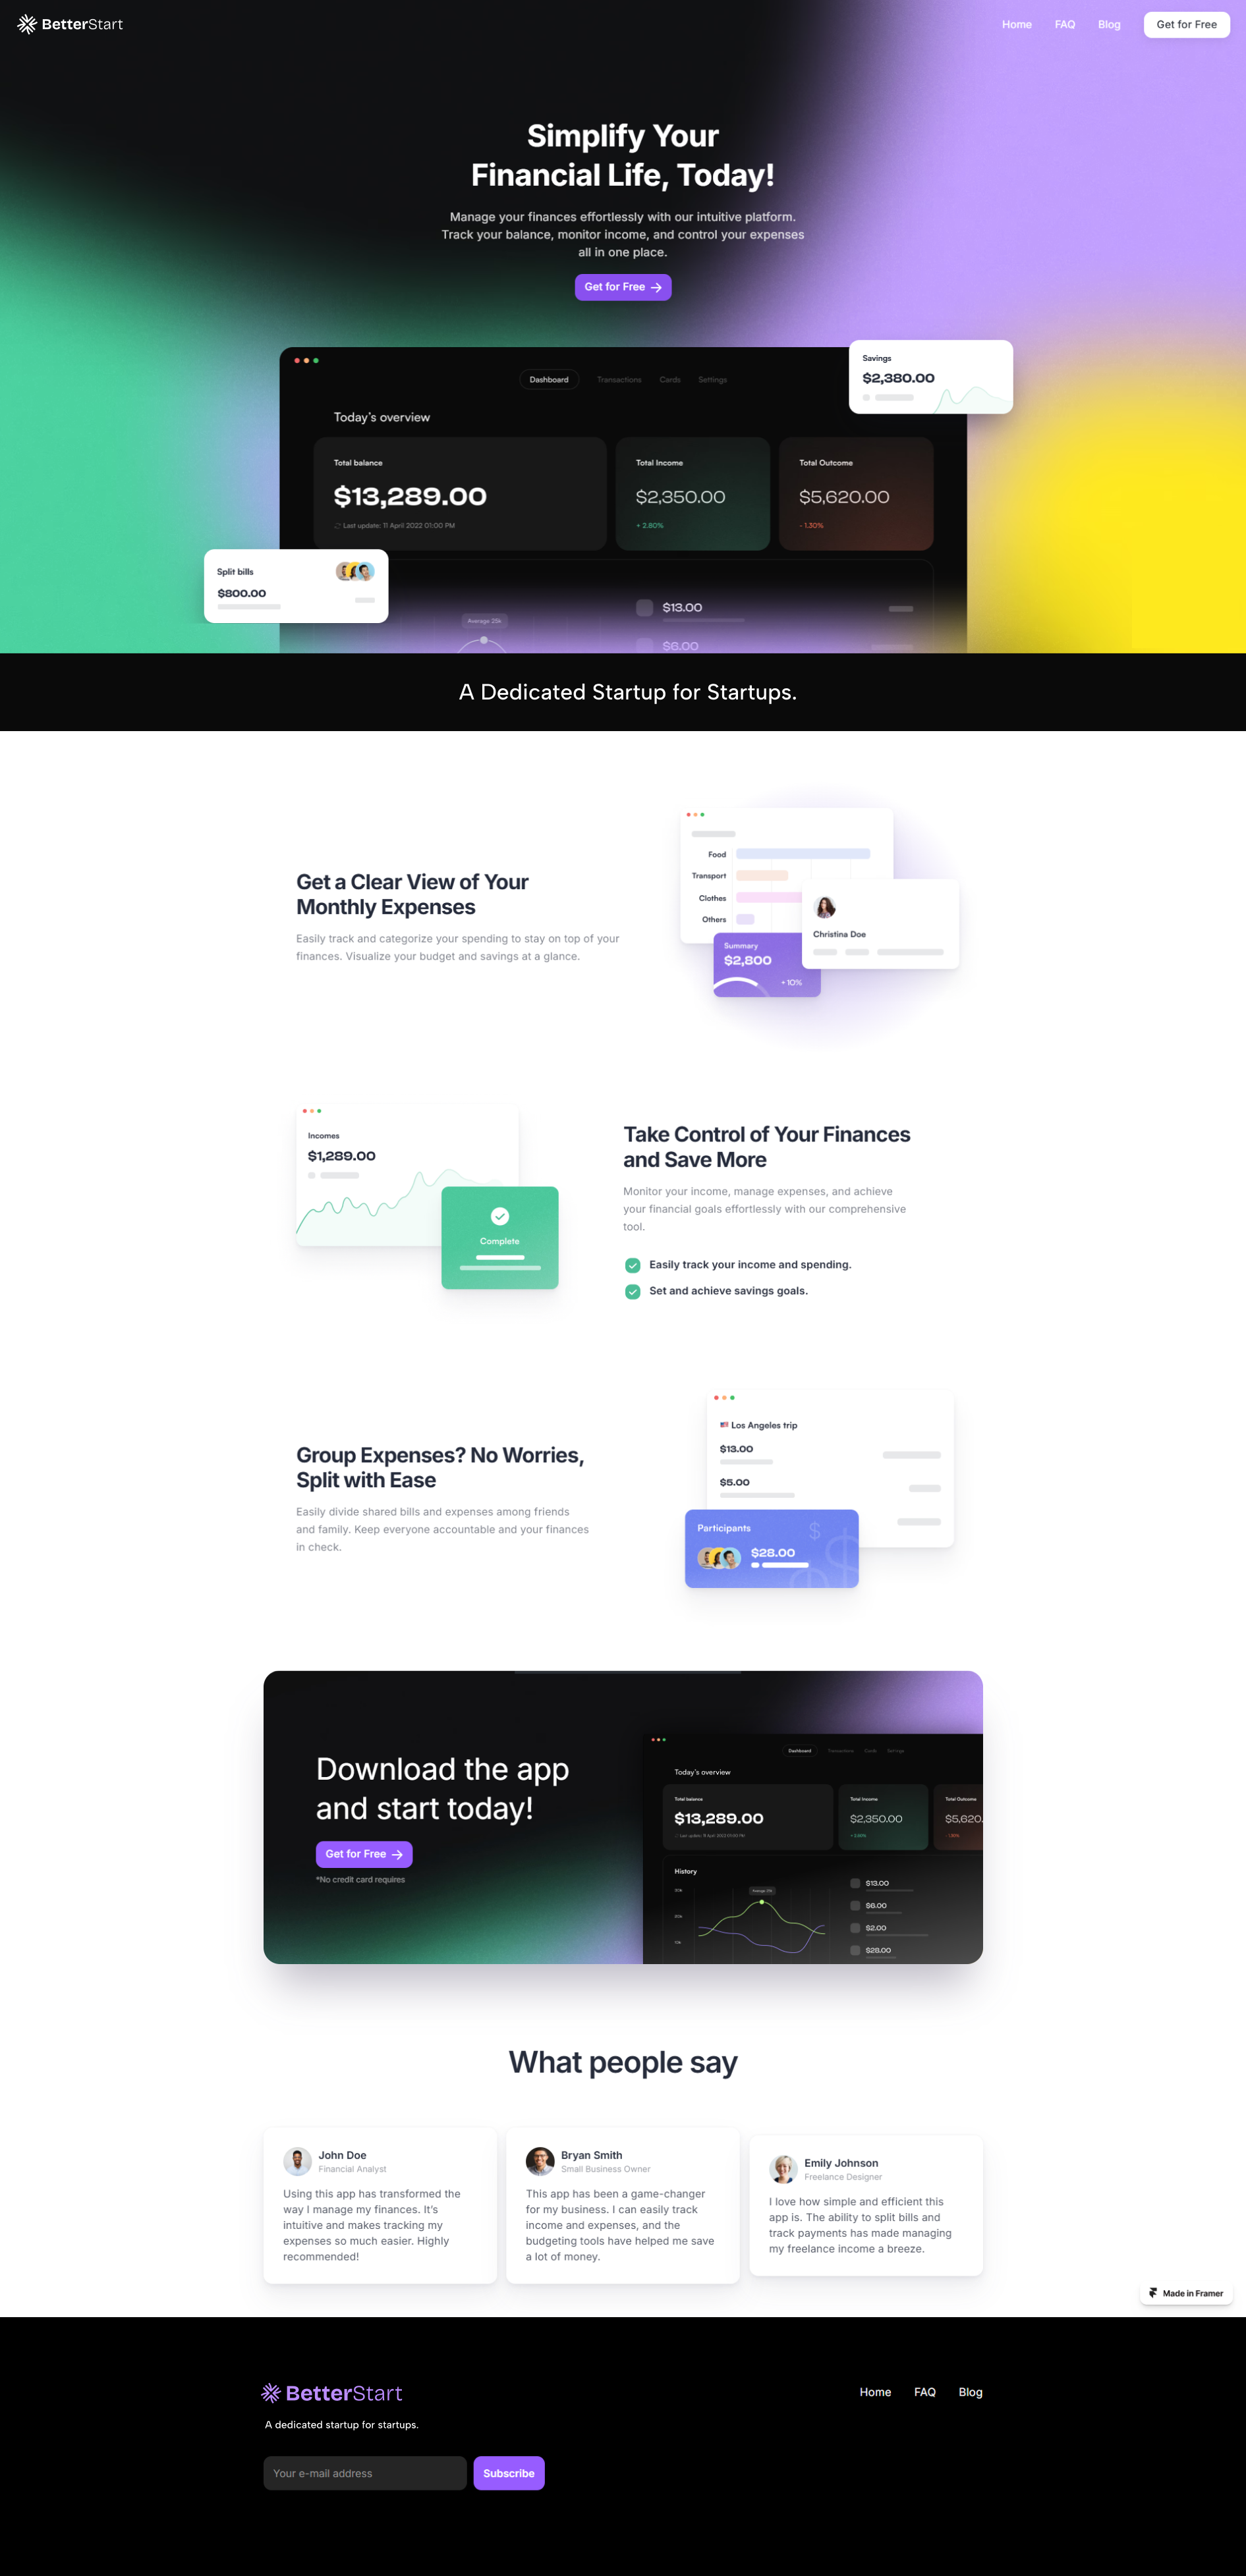 BetterStart
Home FAQ Blog Get for Free
Simplify Your
Financial Life, Today!
Manage your finances effortlessly with our intuitive platform.
Track your balance, monitor income, and control your expenses
all in one place.
Get for Free
Savings
$2,380.00
Dashboard Transactions Cards Settings
Today's overview
Total balance
$13,289.00
Last update: 11 April 2022 01:00 PM
Total Income
$2,350.00
+ 2.80%
Total Outcome
$5,620.00
- 1.30%
Split bills
$800.00
Average 25k
$13.00
$6.00
A Dedicated Startup for Startups.
Get a Clear View of Your
Monthly Expenses
Easily track and categorize your spending to stay on top of your
finances. Visualize your budget and savings at a glance.
Food
Transport
Clothes
Others
Christina Doe
Summary
$2,800
+10%
Incomes
$1,289.00
Complete
Take Control of Your Finances
and Save More
Monitor your income, manage expenses, and achieve
your financial goals effortlessly with our comprehensive
tool.
Easily track your income and spending.
Set and achieve savings goals.
Group Expenses? No Worries,
Split with Ease
Easily divide shared bills and expenses among friends
and family. Keep everyone accountable and your finances
in check.
Los Angeles trip
$13.00
$5.00
Participants
$28.00
$
$
Download the app
and start today!
Get for Free
*No credit card requires
Dashboard Transactions Cards Settings
Today's overview
Total balance
$13,289.00
Last update: 11 April 2022 01:00 PM
Total Income
$2,350.00
Total Outcome
$5,620.
History
Average 25k
$13.00
$6.00
$2.00
$28.00
What people say
John Doe
Financial Analyst
Using this app has transformed the
way I manage my finances. It's
intuitive and makes tracking my
expenses so much easier. Highly
recommended!
Bryan Smith
Small Business Owner
This app has been a game-changer
for my business. I can easily track
income and expenses, and the
budgeting tools have helped me save
a lot of money.
Emily Johnson
Freelance Designer
I love how simple and efficient this
app is. The ability to split bills and
track payments has made managing
my freelance income a breeze.
Made in Framer
BetterStart
Home FAQ Blog
A dedicated startup for startups.
Your e-mail address
Subscribe